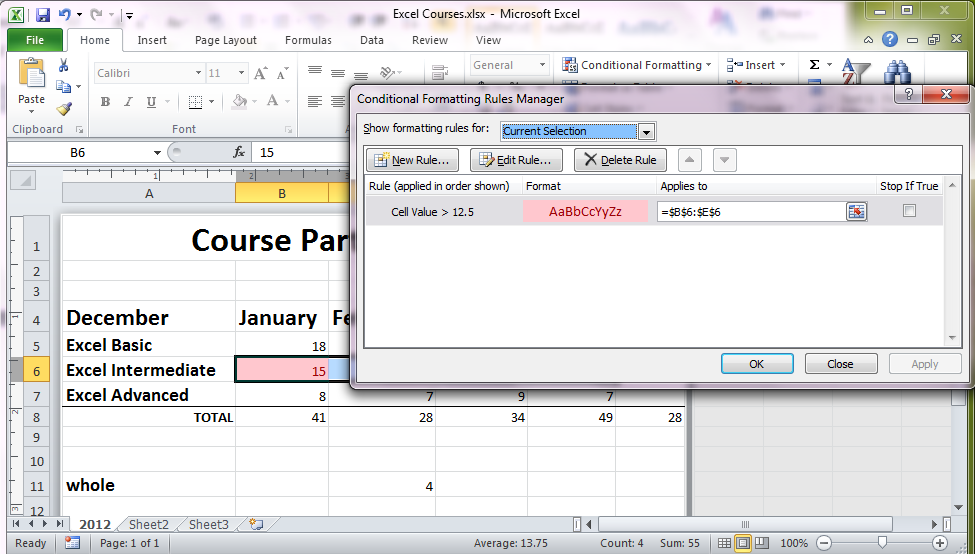 Excel Courses.xlsx - Microsoft Excel
File Home Insert Page Layout Formulas Data Review View
Calibri 11 General Conditional Formatting Insert
Paste
Clipboard Font
B6 fx 15
Conditional Formatting Rules Manager
Show formatting rules for: Current Selection
New Rule... Edit Rule... Delete Rule
Rule (applied in order shown) Format Applies to Stop If True
Cell Value > 12.5 AaBbCcYyZz =$B$6:$E$6
OK Close Apply
1 2
A B
1 Course Par
2
3
4 December January Fe
5 Excel Basic 18
6 Excel Intermediate 15
7 Excel Advanced 8 7 9 7
8 TOTAL 41 28 34 49 28
9
10
11 whole 4
12
2012 Sheet2 Sheet3
Ready Page: 1 of 1 Average: 13.75 Count: 4 Sum: 55 100%